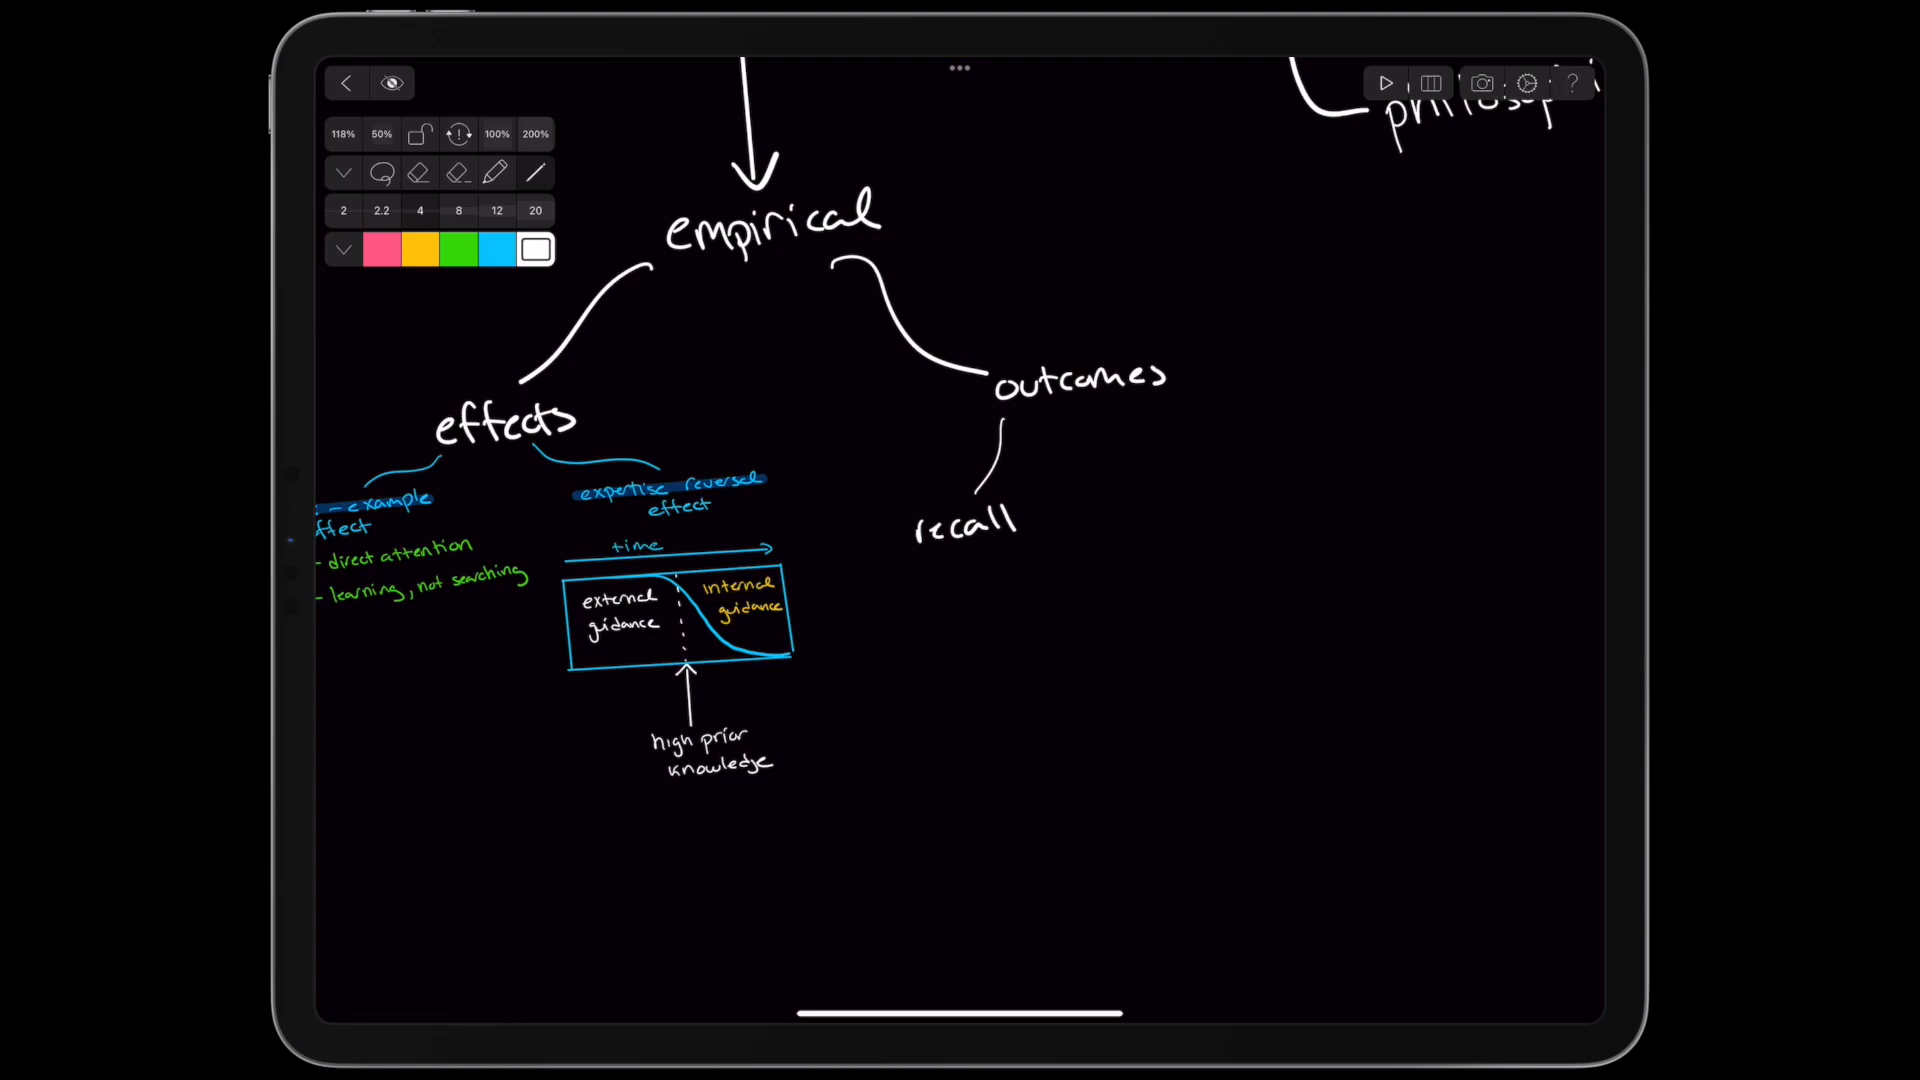 118% 50% 100% 200%
2 2.2 4 8 12 20
?
empirical
effects
outcomes
recall
- example
effect
- direct attention
- learning, not searching
expertise reversal
effect
time
external
guidance
Internal
guidance
high prior
knowledge